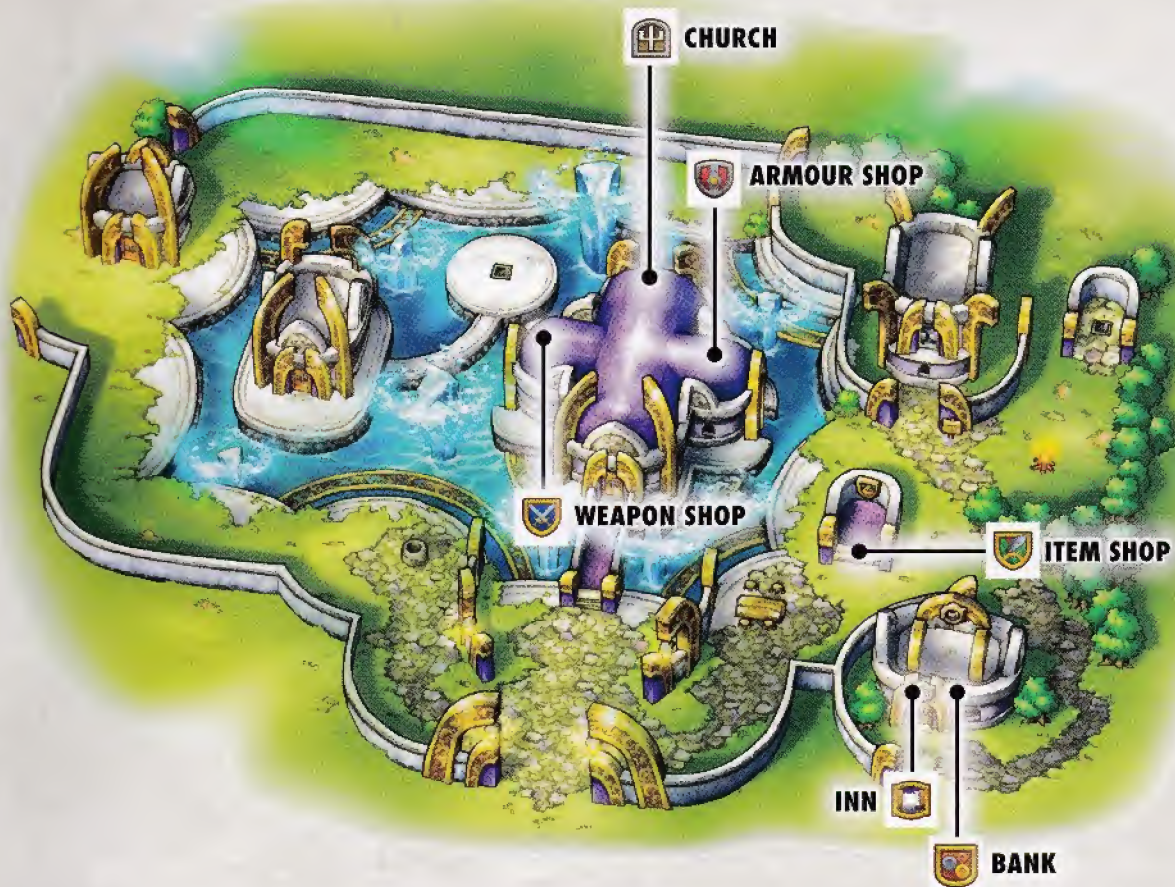 CHURCH
ARMOUR SHOP
WEAPON SHOP
ITEM SHOP
INN
BANK